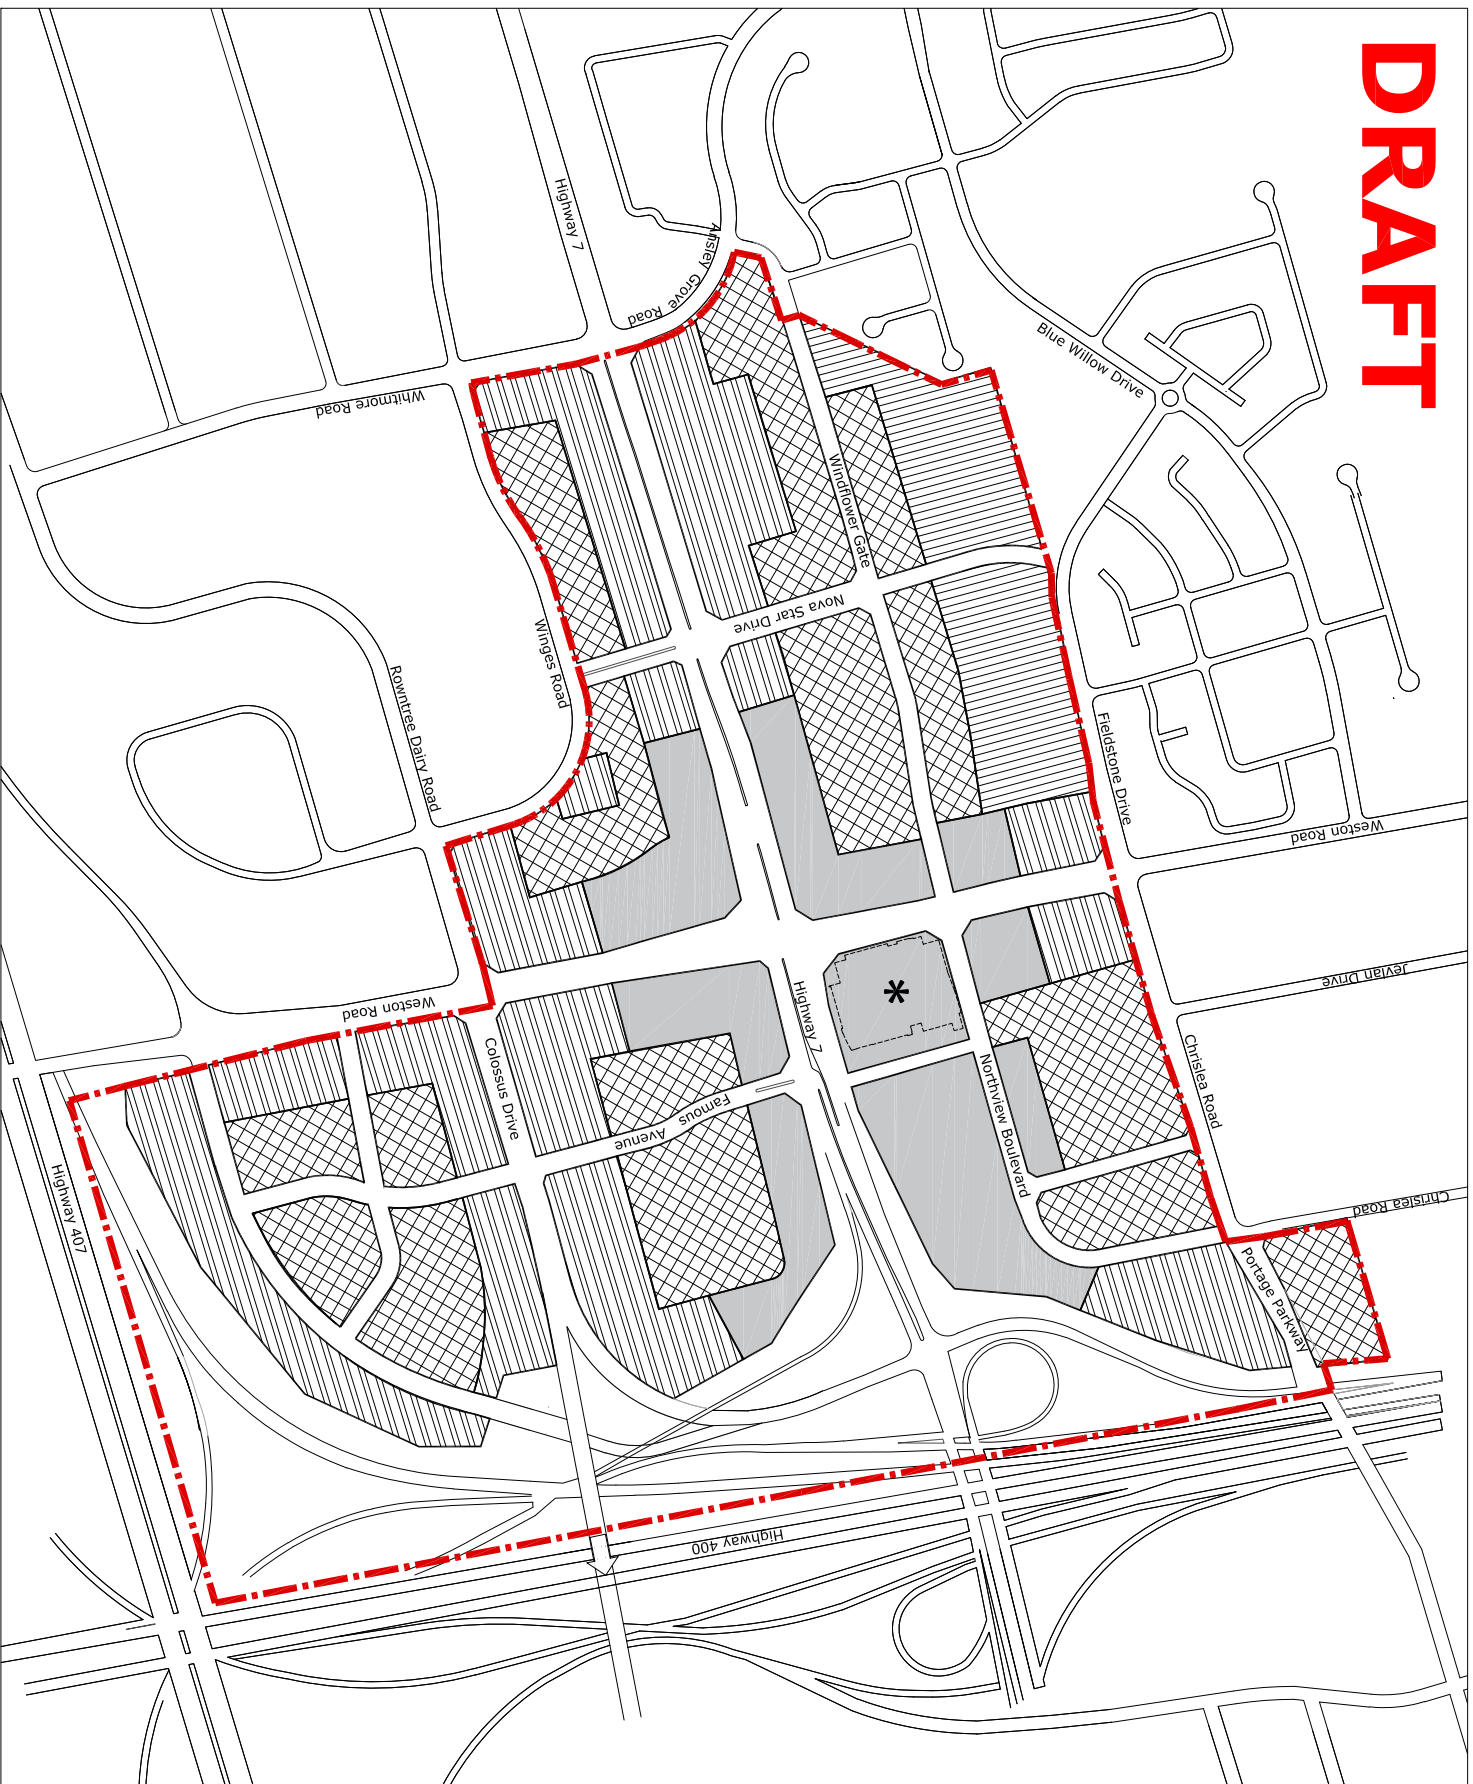 DRAFT
Highway 7
Ansley Grove Road
Blue Willow Drive
Whitmore Road
Windflower Gate
Nova Star Drive
Winges Road
Rowntree Dairy Road
Fieldstone Drive
Weston Road
Jevlan Drive
Weston Road
Highway 7
*
Colossus Drive
Famous Avenue
Northview Boulevard
Chrislea Road
Highway 407
Chrislea Road
Portage Parkway
Highway 400